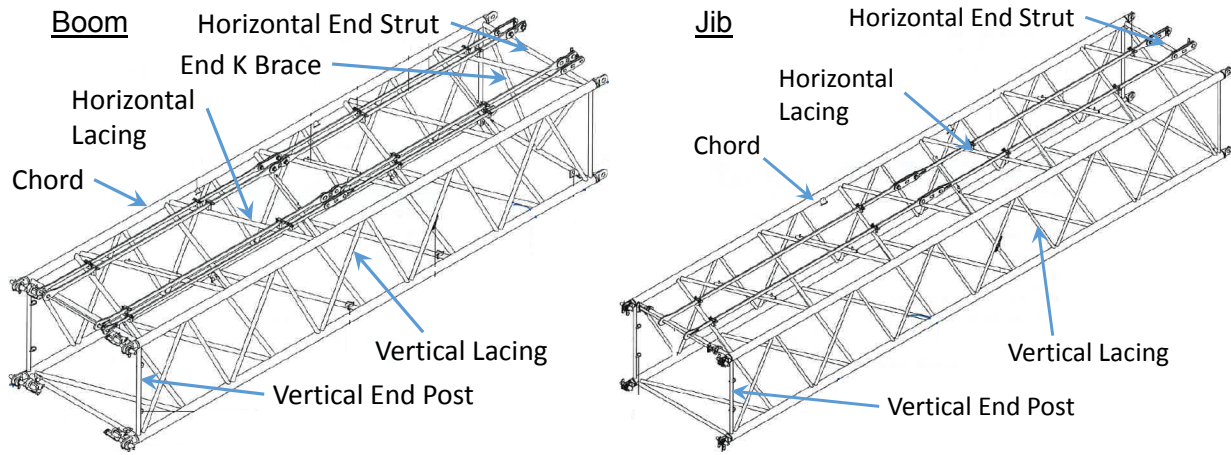 Boom
Horizontal End Strut
End K Brace
Horizontal
Lacing
Chord
Vertical Lacing
Vertical End Post
Jib
Horizontal End Strut
Horizontal
Lacing
Chord
Vertical Lacing
Vertical End Post